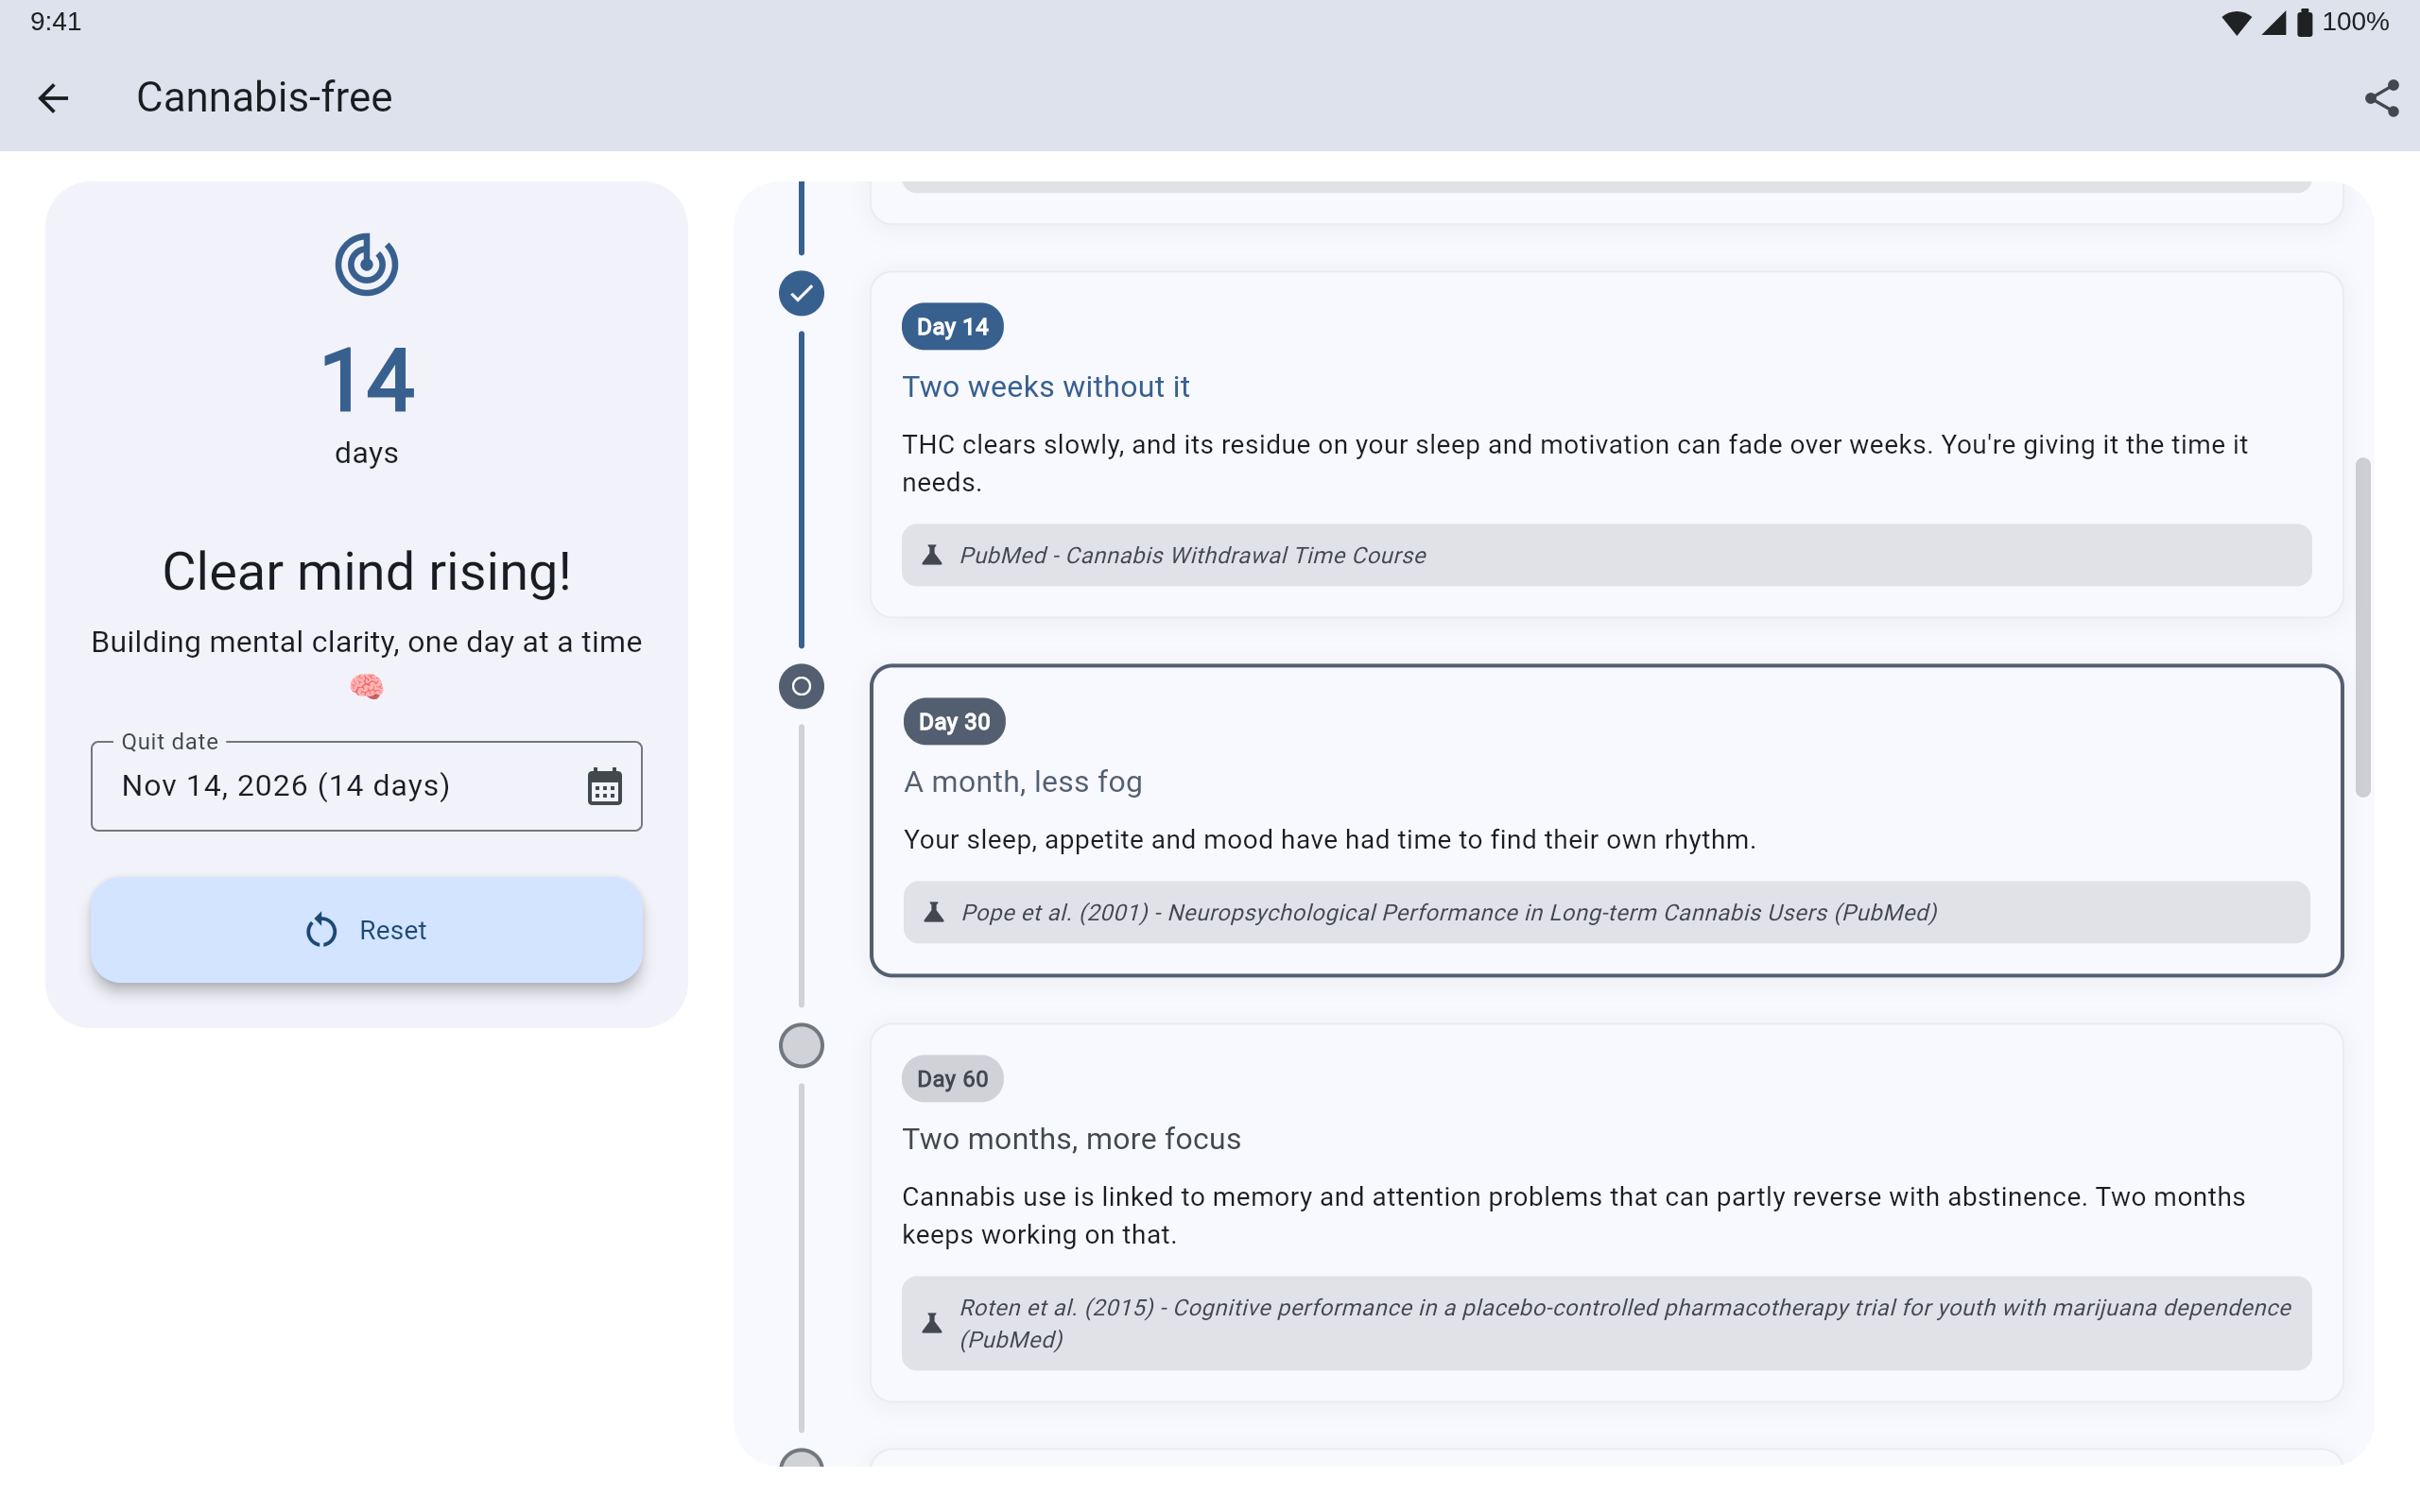 9:41
100%
Cannabis-free
14
days
Clear mind rising!
Building mental clarity, one day at a time
🧠
Quit date
Nov 14, 2026 (14 days)
Reset
Day 14
Two weeks without it
THC clears slowly, and its residue on your sleep and motivation can fade over weeks. You're giving it the time it
needs.
PubMed - Cannabis Withdrawal Time Course
Day 30
A month, less fog
Your sleep, appetite and mood have had time to find their own rhythm.
Pope et al. (2001) - Neuropsychological Performance in Long-term Cannabis Users (PubMed)
Day 60
Two months, more focus
Cannabis use is linked to memory and attention problems that can partly reverse with abstinence. Two months
keeps working on that.
Roten et al. (2015) - Cognitive performance in a placebo-controlled pharmacotherapy trial for youth with marijuana dependence
(PubMed)